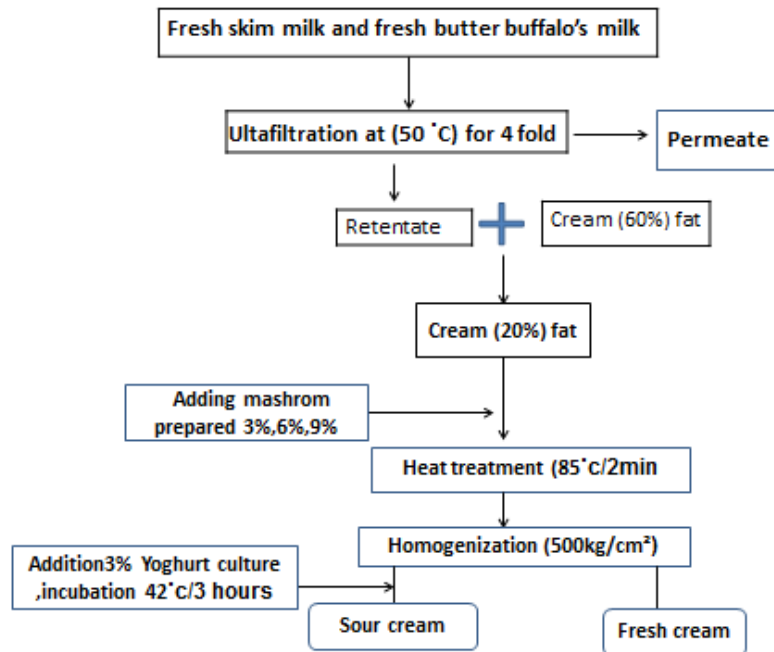 Fresh skim milk and fresh butter buffalo's milk
Ultafiltration at (50 ˚C) for 4 fold
Permeate
Retentate
Cream (60%) fat
Cream (20%) fat
Adding mashrom
prepared 3%,6%,9%
Heat treatment (85˚c/2min
Homogenization (500kg/cm²)
Addition3% Yoghurt culture
,incubation 42˚c/3 hours
Sour cream
Fresh cream